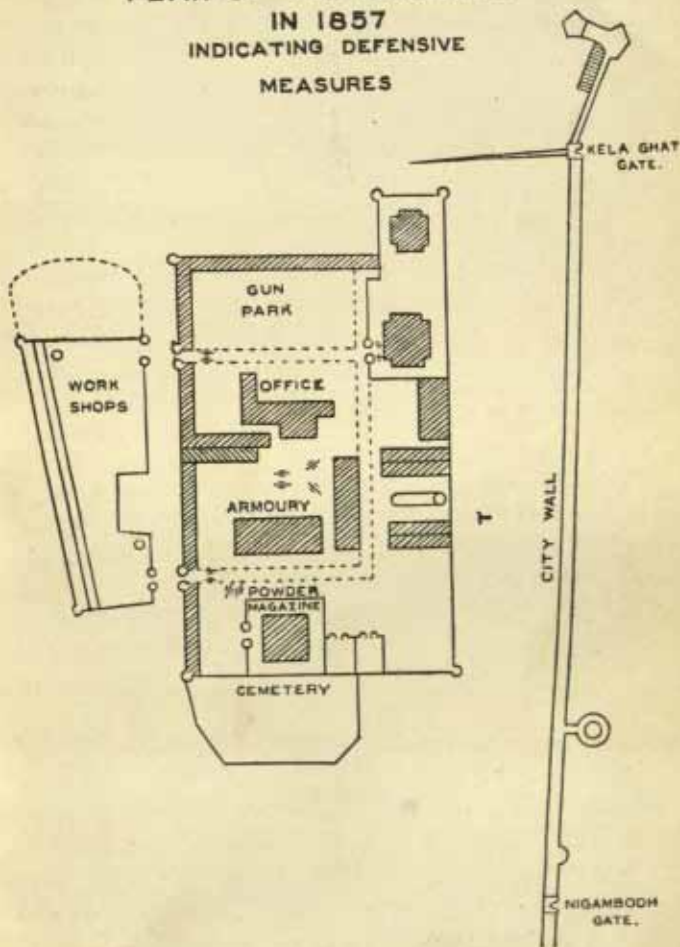 IN 1857
INDICATING DEFENSIVE
MEASURES
KELA GHAT
GATE.
GUN
PARK
WORK
SHOPS
OFFICE
ARMOURY
CITY WALL
POWDER
MAGAZINE
CEMETERY
NIGAMBODH
GATE.